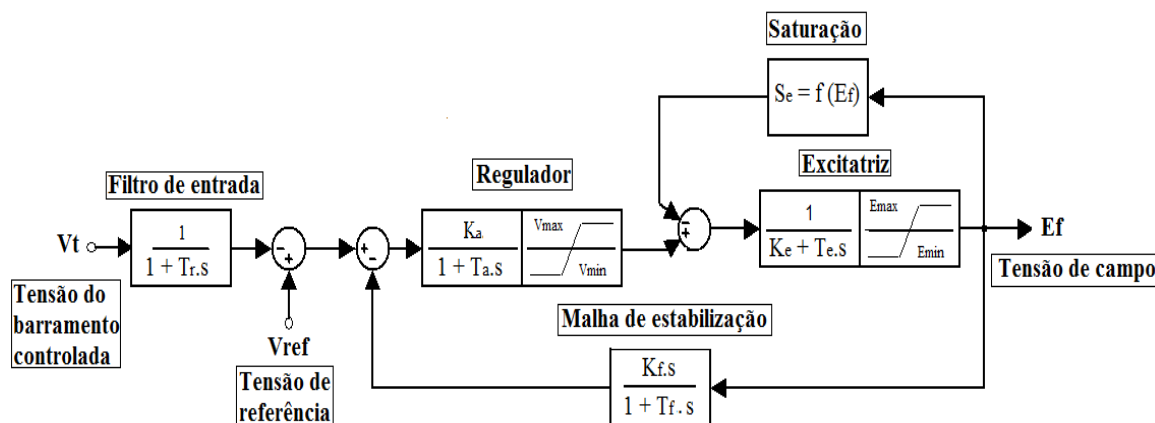 Saturação
Se = f (Ef)
Filtro de entrada
Regulador
Excitatriz
Vt
1
1 + Tr.s
-
+
+
-
Ka
1 + Ta.s
Vmax
Vmin
-
+
1
Ke + Te.s
Emax
Emin
Ef
Tensão de campo
Tensão do
barramento
controlada
Vref
Tensão de
referência
Malha de estabilização
Kf.s
1 + Tf.s